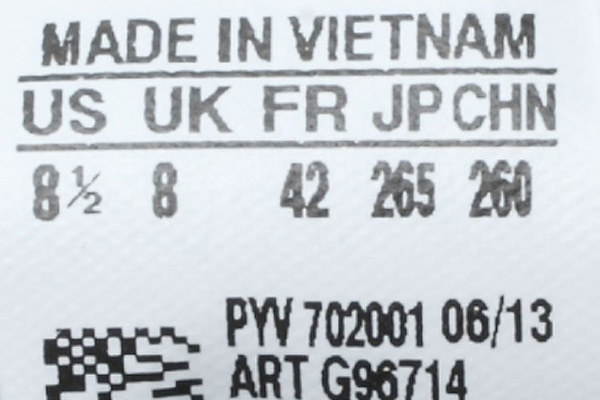 MADE IN VIETNAM
US UK FR JP CHN
8½ 8 42 265 260
PYV 702001 06/13
ART G96714